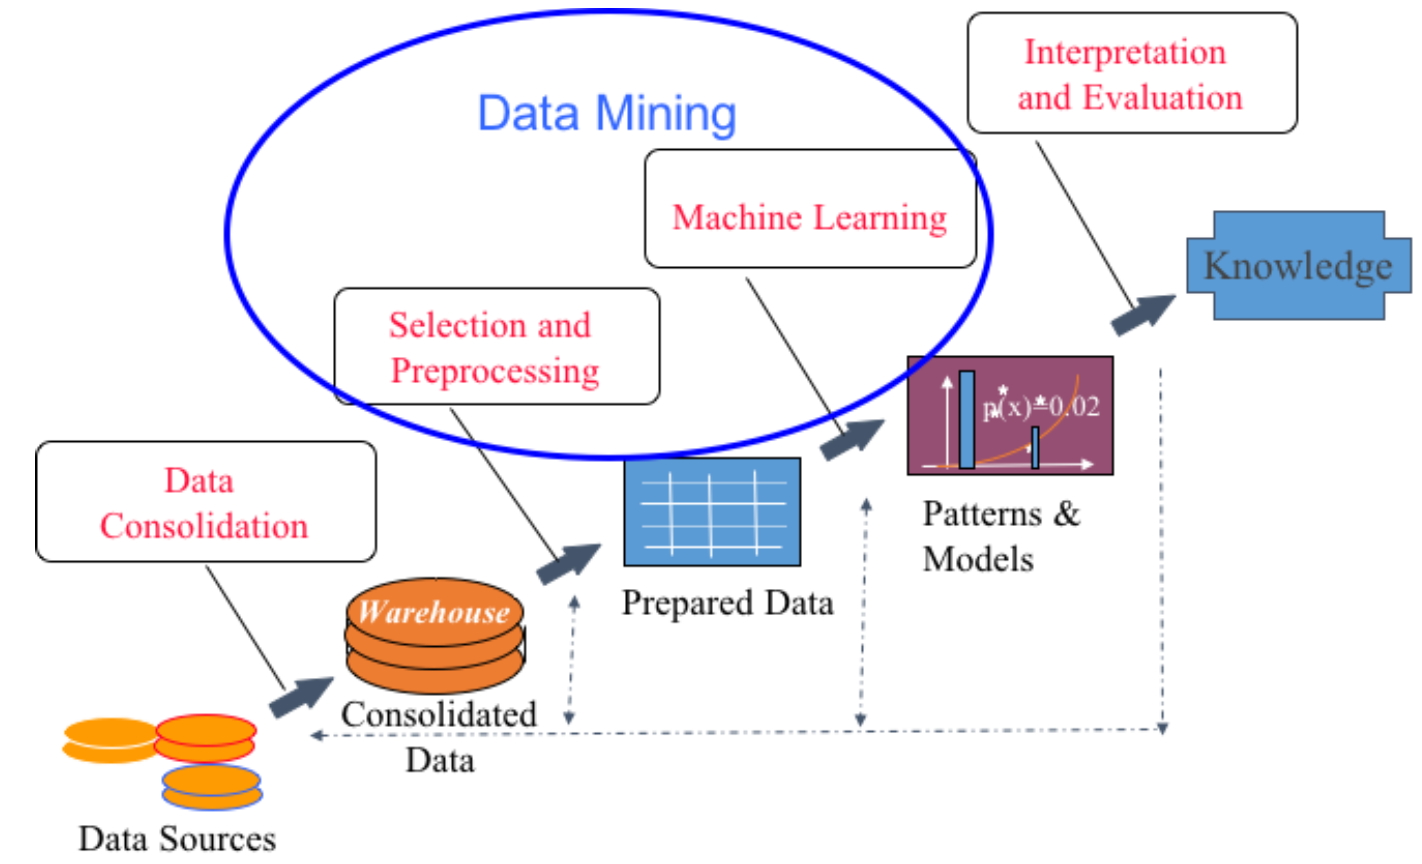 Interpretation
and Evaluation
Data Mining
Machine Learning
Knowledge
Selection and
Preprocessing
p(x)=0.02
Data
Consolidation
Patterns &
Models
Warehouse
Prepared Data
Consolidated
Data
Data Sources